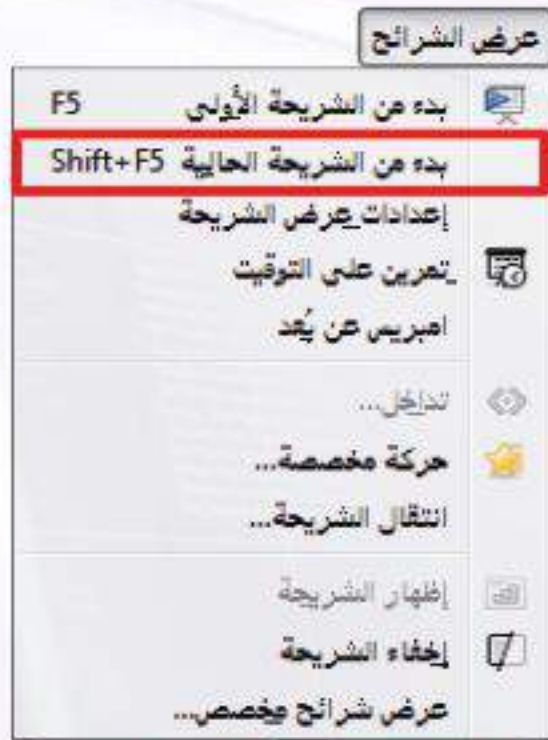 عرض الشرائح
بدء من الشريحة الأولى F5
بدء من الشريحة الحالية Shift+F5
إعدادات عرض الشريحة
تمرين على التوقيت
امبريس عن بُعد
تداخل...
حركة مخصصة...
انتقال الشريحة...
إظهار الشريحة
إخفاء الشريحة
عرض شرائح مخصص...